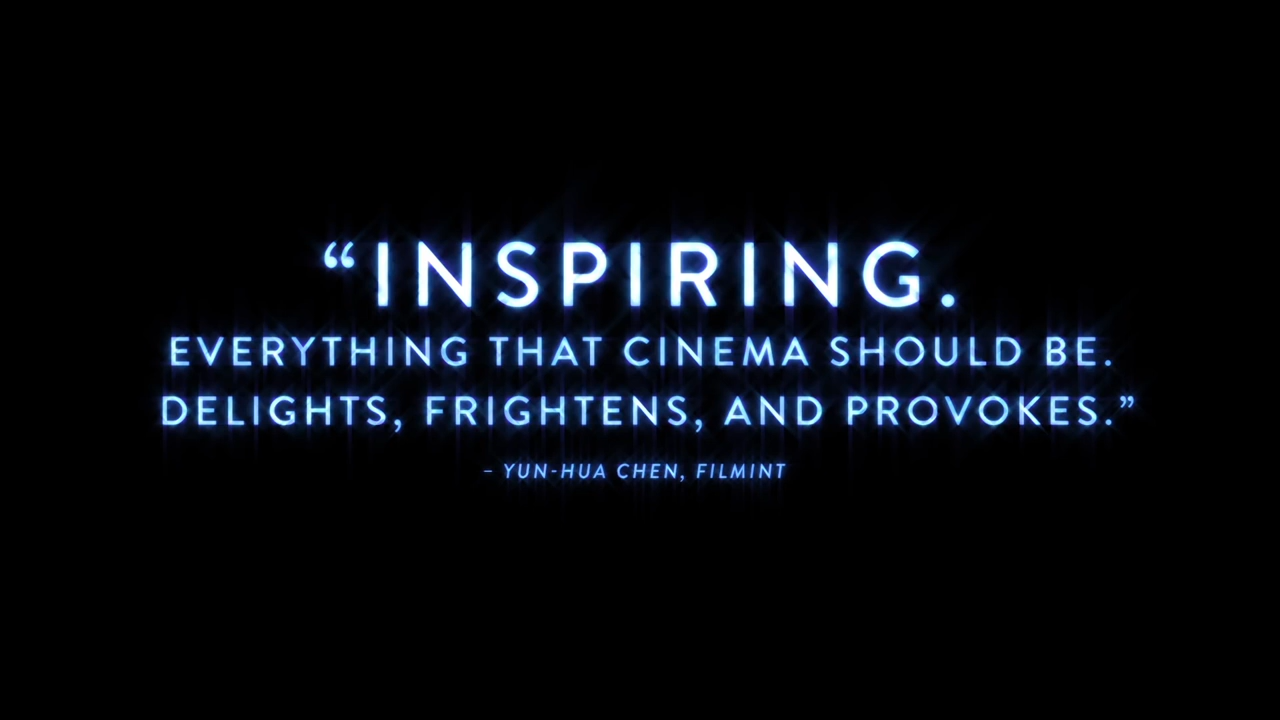 “INSPIRING.
EVERYTHING THAT CINEMA SHOULD BE.
DELIGHTS, FRIGHTENS, AND PROVOKES.”
– YUN-HUA CHEN, FILMINT